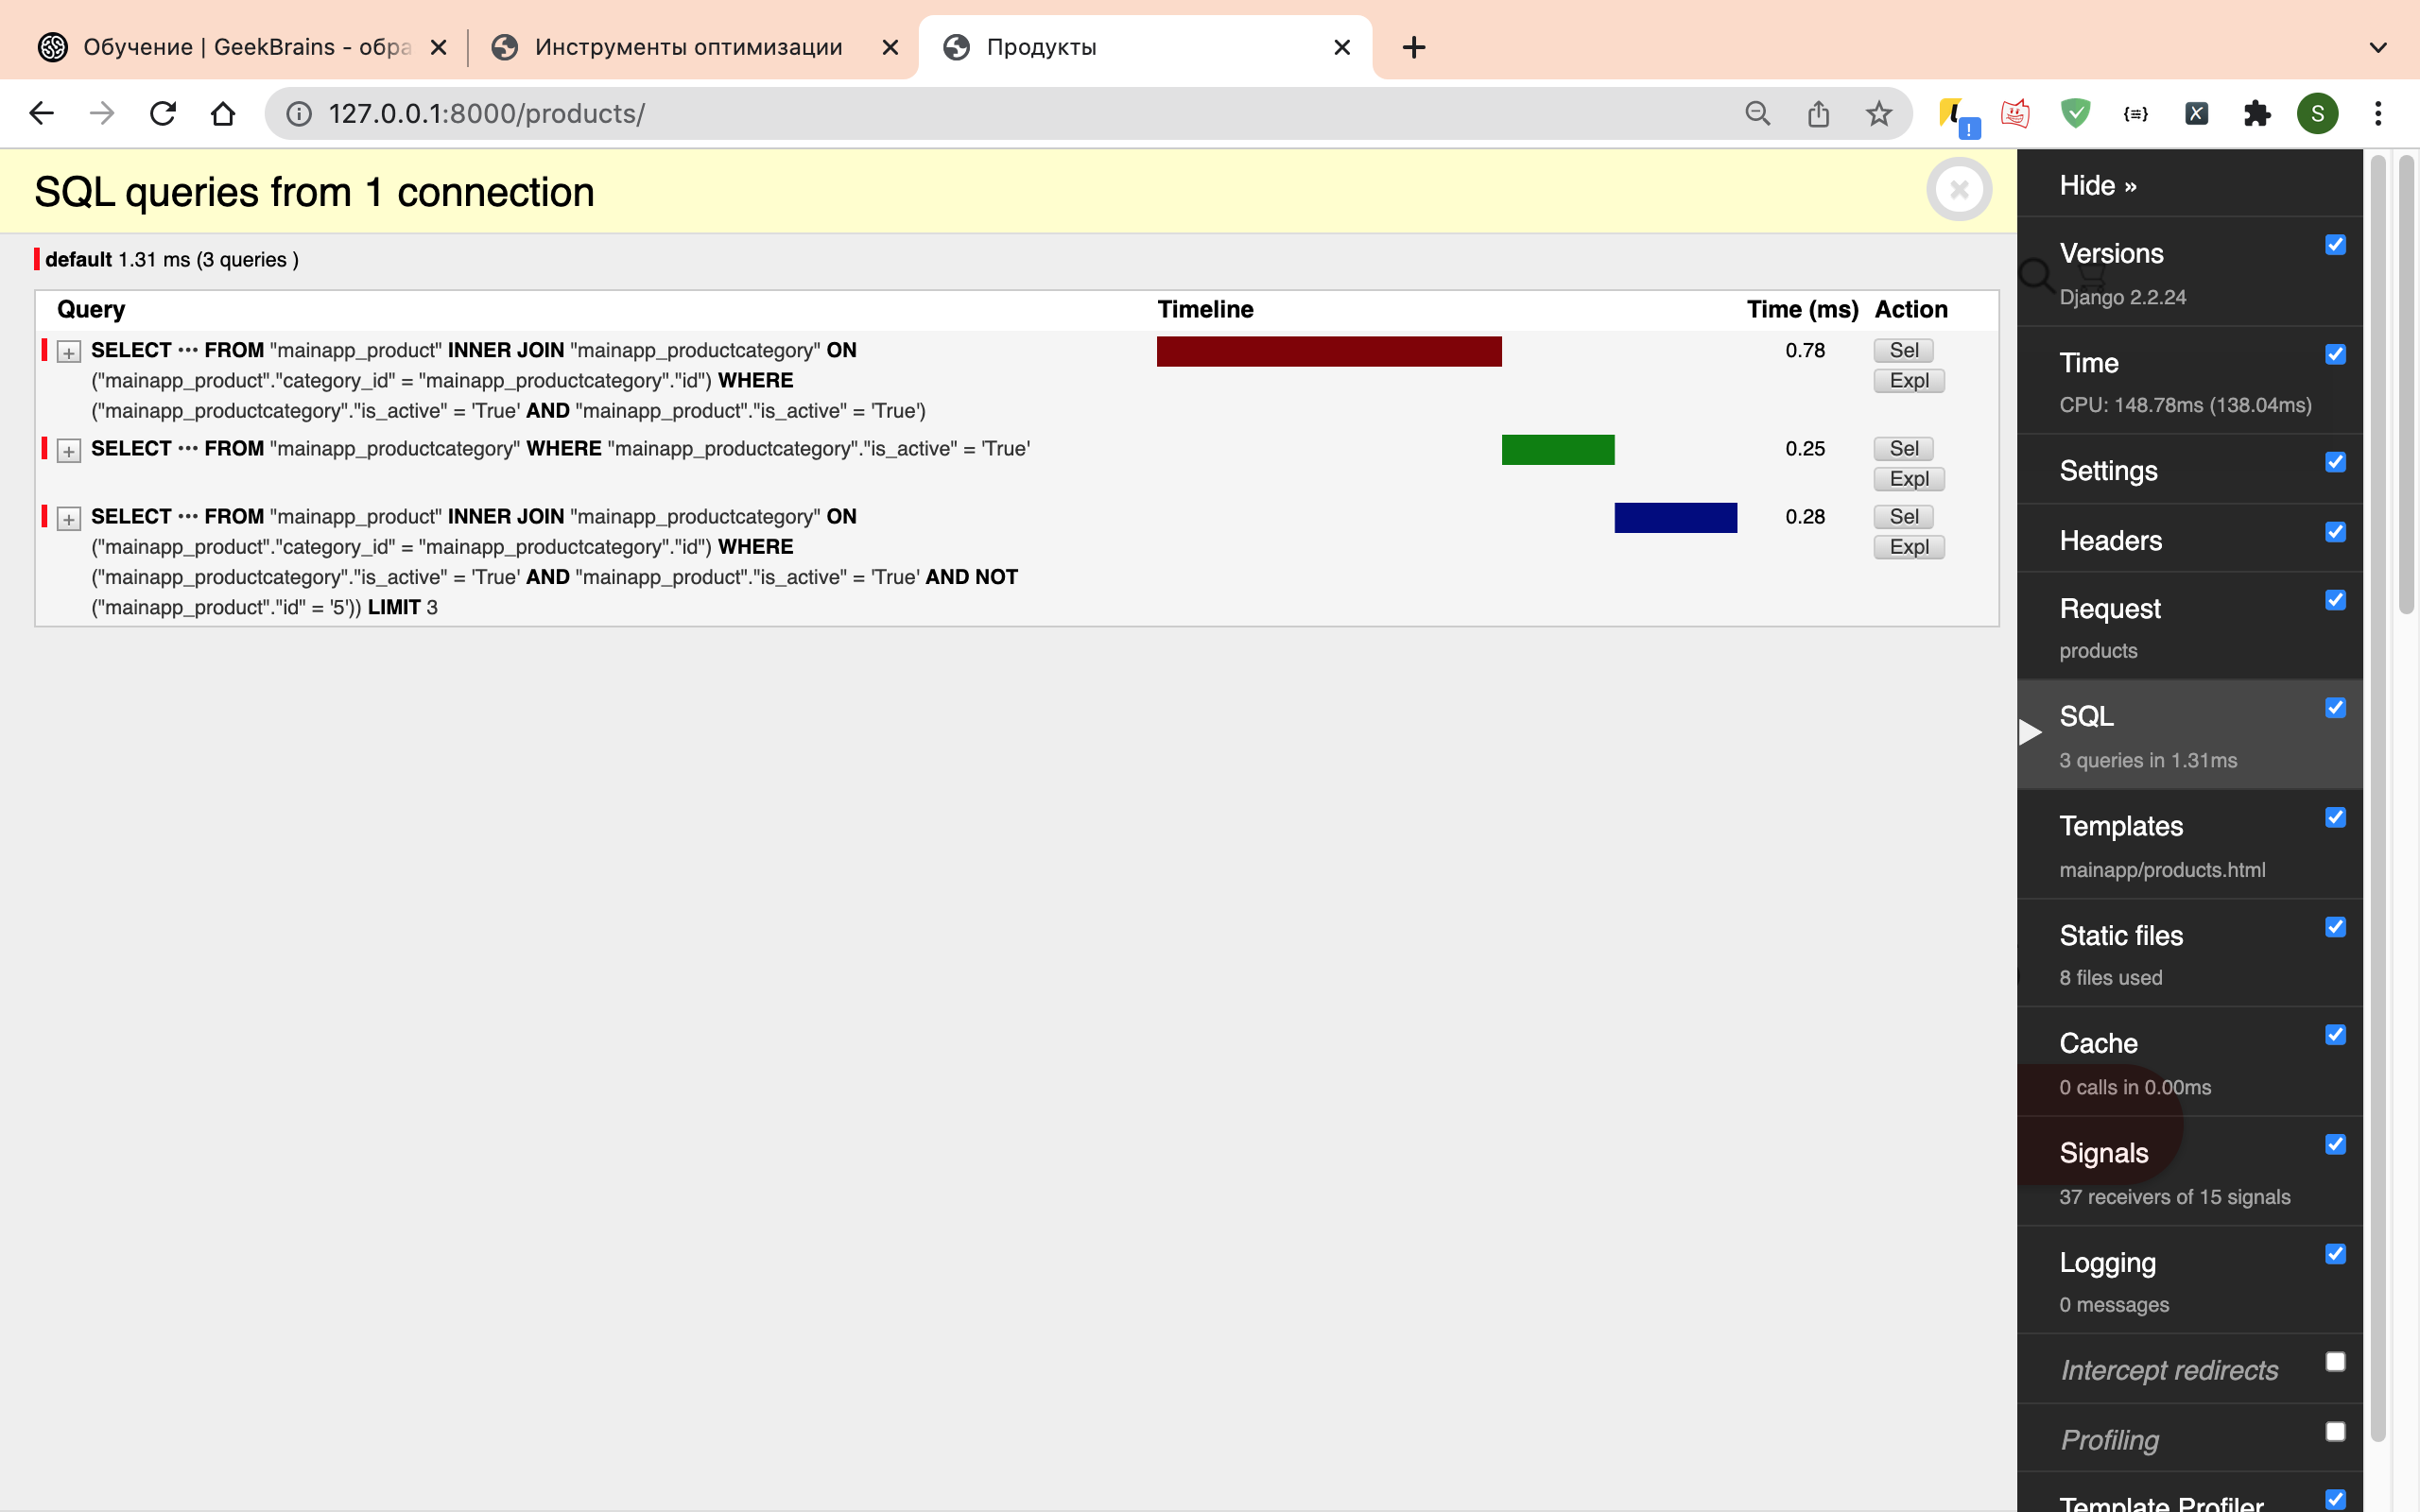 Обучение | GeekBrains - обра
Инструменты оптимизации
Продукты
127.0.0.1:8000/products/
S
SQL queries from 1 connection
default 1.31 ms (3 queries )
Query Timeline Time (ms) Action
SELECT ••• FROM "mainapp_product" INNER JOIN "mainapp_productcategory" ON
("mainapp_product"."category_id" = "mainapp_productcategory"."id") WHERE
("mainapp_productcategory"."is_active" = 'True' AND "mainapp_product"."is_active" = 'True')
0.78
Sel
Expl
SELECT ••• FROM "mainapp_productcategory" WHERE "mainapp_productcategory"."is_active" = 'True'
0.25
Sel
Expl
SELECT ••• FROM "mainapp_product" INNER JOIN "mainapp_productcategory" ON
("mainapp_product"."category_id" = "mainapp_productcategory"."id") WHERE
("mainapp_productcategory"."is_active" = 'True' AND "mainapp_product"."is_active" = 'True' AND NOT
("mainapp_product"."id" = '5')) LIMIT 3
0.28
Sel
Expl
Hide »
Versions
Django 2.2.24
Time
CPU: 148.78ms (138.04ms)
Settings
Headers
Request
products
SQL
3 queries in 1.31ms
Templates
mainapp/products.html
Static files
8 files used
Cache
0 calls in 0.00ms
Signals
37 receivers of 15 signals
Logging
0 messages
Intercept redirects
Profiling
Template Profiler